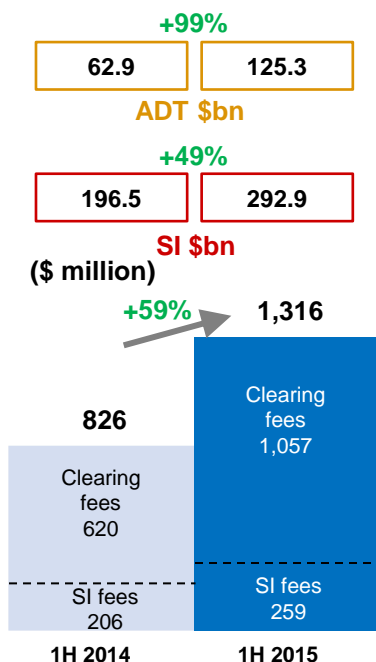 +99%
62.9 125.3
ADT $bn
+49%
196.5 292.9
SI $bn
($ million)
+59% 1,316
826
Clearing
fees
1,057
Clearing
fees
620
SI fees
206
SI fees
259
1H 2014 1H 2015